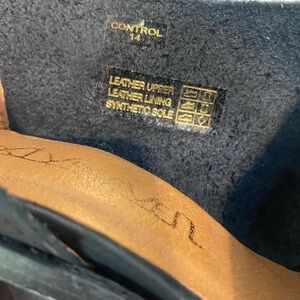 CONTROL
14
LEATHER UPPER
LEATHER LINING
SYNTHETIC SOLE